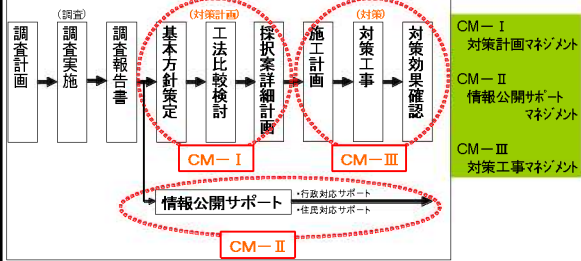 (調査)
(対策計画)
(対策)
調査計画
調査実施
調査報告書
基本方針策定
工法比較検討
採択案詳細計画
施工計画
対策工事
対策効果確認
CM－Ⅰ
CM－Ⅲ
情報公開サポート
・行政対応サポート
・住民対応サポート
CM－Ⅱ
CM－Ⅰ
対策計画マネジメント
CM－Ⅱ
情報公開サポート
マネジメント
CM－Ⅲ
対策工事マネジメント